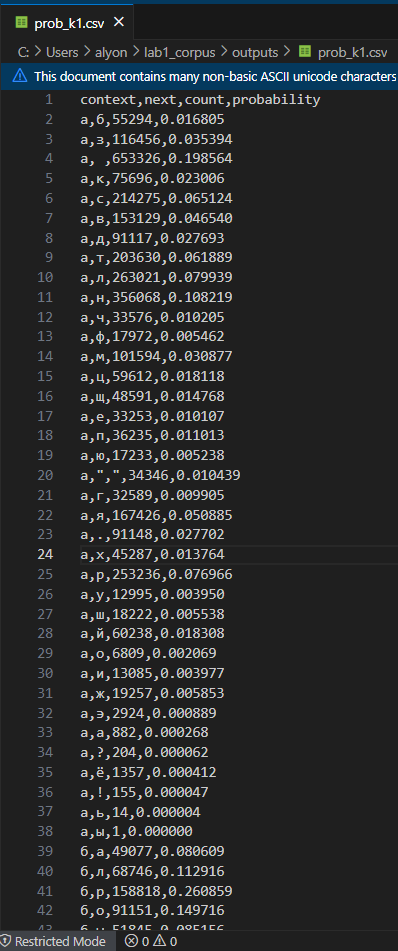 prob_k1.csv
C: > Users > alyon > lab1_corpus > outputs > prob_k1.csv
This document contains many non-basic ASCII unicode characters
1 context,next,count,probability
2 а,б,55294,0.016805
3 а,з,116456,0.035394
4 а, ,653326,0.198564
5 а,к,75696,0.023006
6 а,с,214275,0.065124
7 а,в,153129,0.046540
8 а,д,91117,0.027693
9 а,т,203630,0.061889
10 а,л,263021,0.079939
11 а,н,356068,0.108219
12 а,ч,33576,0.010205
13 а,ф,17972,0.005462
14 а,м,101594,0.030877
15 а,ц,59612,0.018118
16 а,щ,48591,0.014768
17 а,е,33253,0.010107
18 а,п,36235,0.011013
19 а,ю,17233,0.005238
20 а,",",34346,0.010439
21 а,г,32589,0.009905
22 а,я,167426,0.050885
23 а,.,91148,0.027702
24 а,х,45287,0.013764
25 а,р,253236,0.076966
26 а,у,12995,0.003950
27 а,ш,18222,0.005538
28 а,й,60238,0.018308
29 а,о,6809,0.002069
30 а,и,13085,0.003977
31 а,ж,19257,0.005853
32 а,э,2924,0.000889
33 а,а,882,0.000268
34 а,?,204,0.000062
35 а,ё,1357,0.000412
36 а,!,155,0.000047
37 а,ь,14,0.000004
38 а,ы,1,0.000000
39 б,а,49077,0.080609
40 б,л,68746,0.112916
41 б,р,158818,0.260859
42 б,о,91151,0.149716
Restricted Mode 0 0